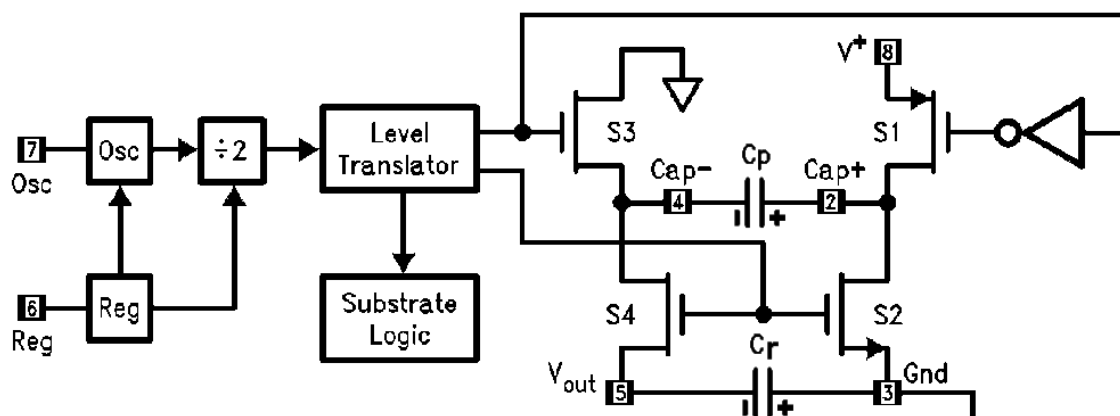 V+
8
S3
S1
7
Osc
÷2
Level
Translator
Osc
Cap-
Cp
Cap+
4
2
- +
6
Reg
Substrate
Logic
S4
S2
Reg
Cr
Vout
Gnd
5
3
- +